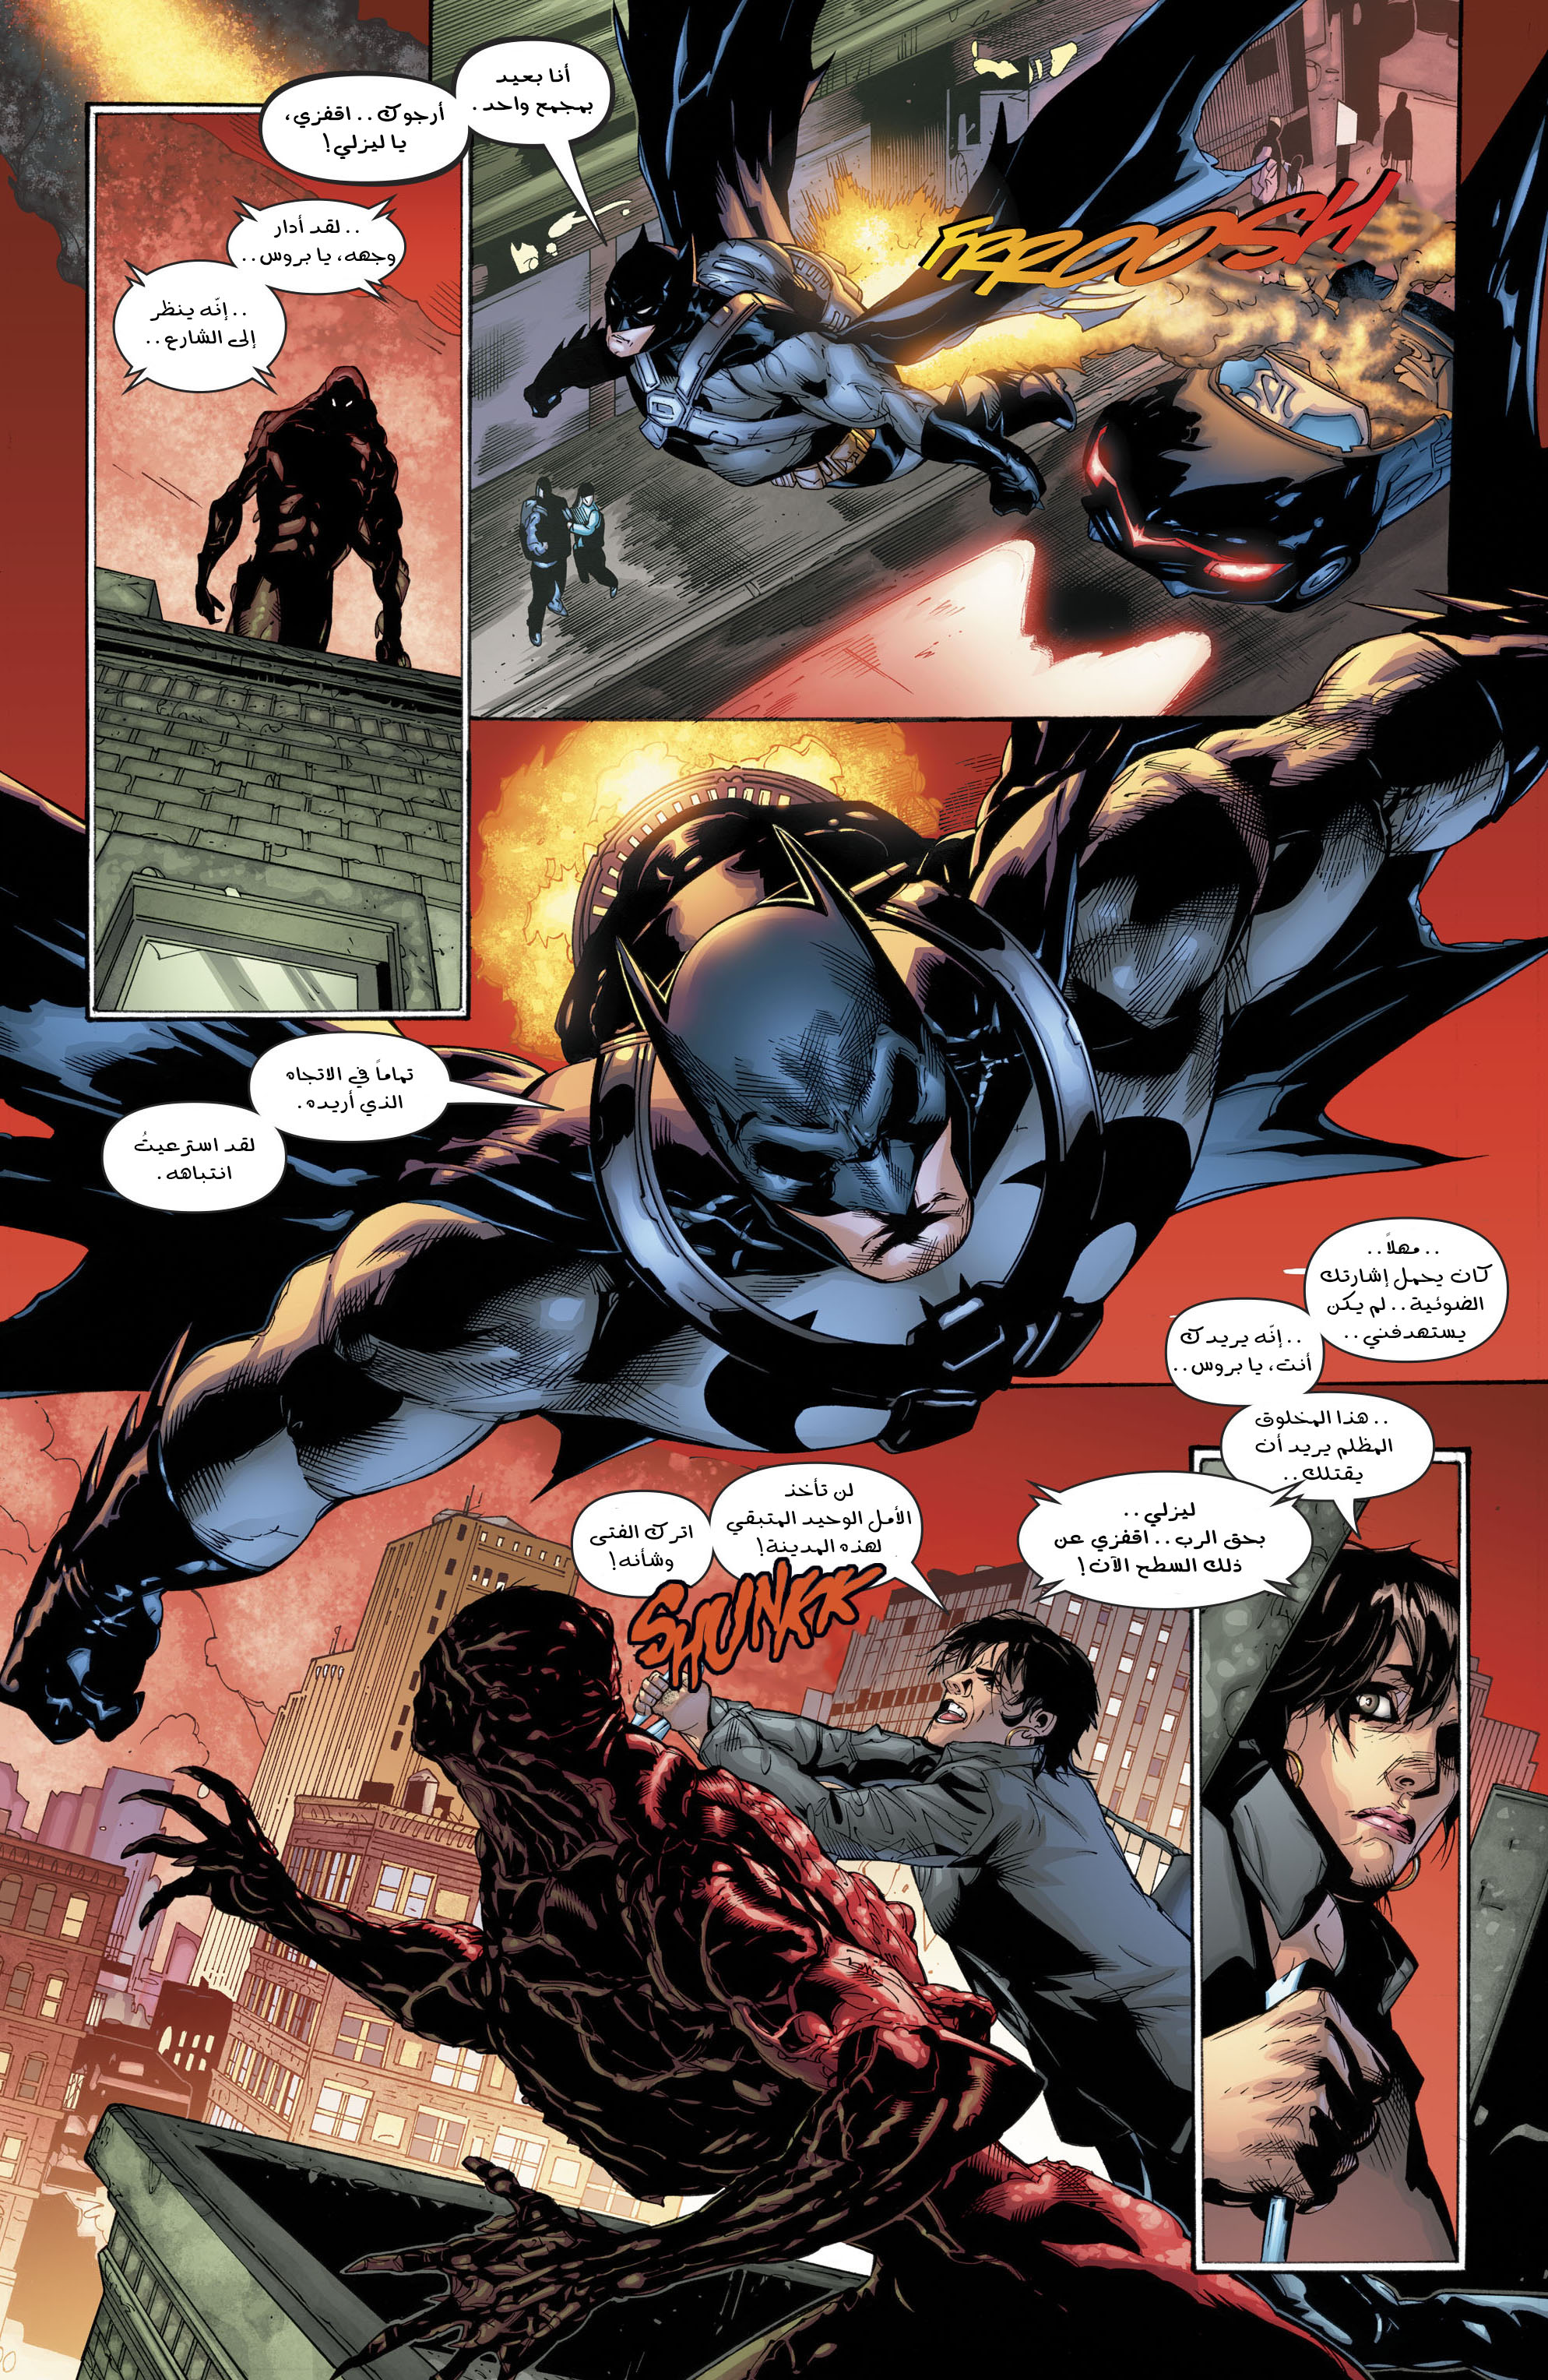 أنا بعيد
بمجمع واحد.
أرجوك.. اقفزي،
يا ليزلي!
FRROOSH
..لقد أدار
وجهه، يا بروس..
..إنّه ينظر
إلى الشارع..
تماماً في الاتجاه
الذي أريده.
لقد استرعيتُ
انتباهه.
..مهلاً..
كان يحمل إشارتك
الضوئية.. لم يكن
يستهدفني..
..إنّه يريدك
أنت، يا بروس..
..هذا المخلوق
المظلم يريد أن
يقتلك..
ليزلي..
بحق الرب.. اقفزي عن
ذلك السطح الآن!
لن تأخذ
الأمل الوحيد المتبقي
لهذه المدينة!
اترك الفتى
وشأنه!
SHUNKK